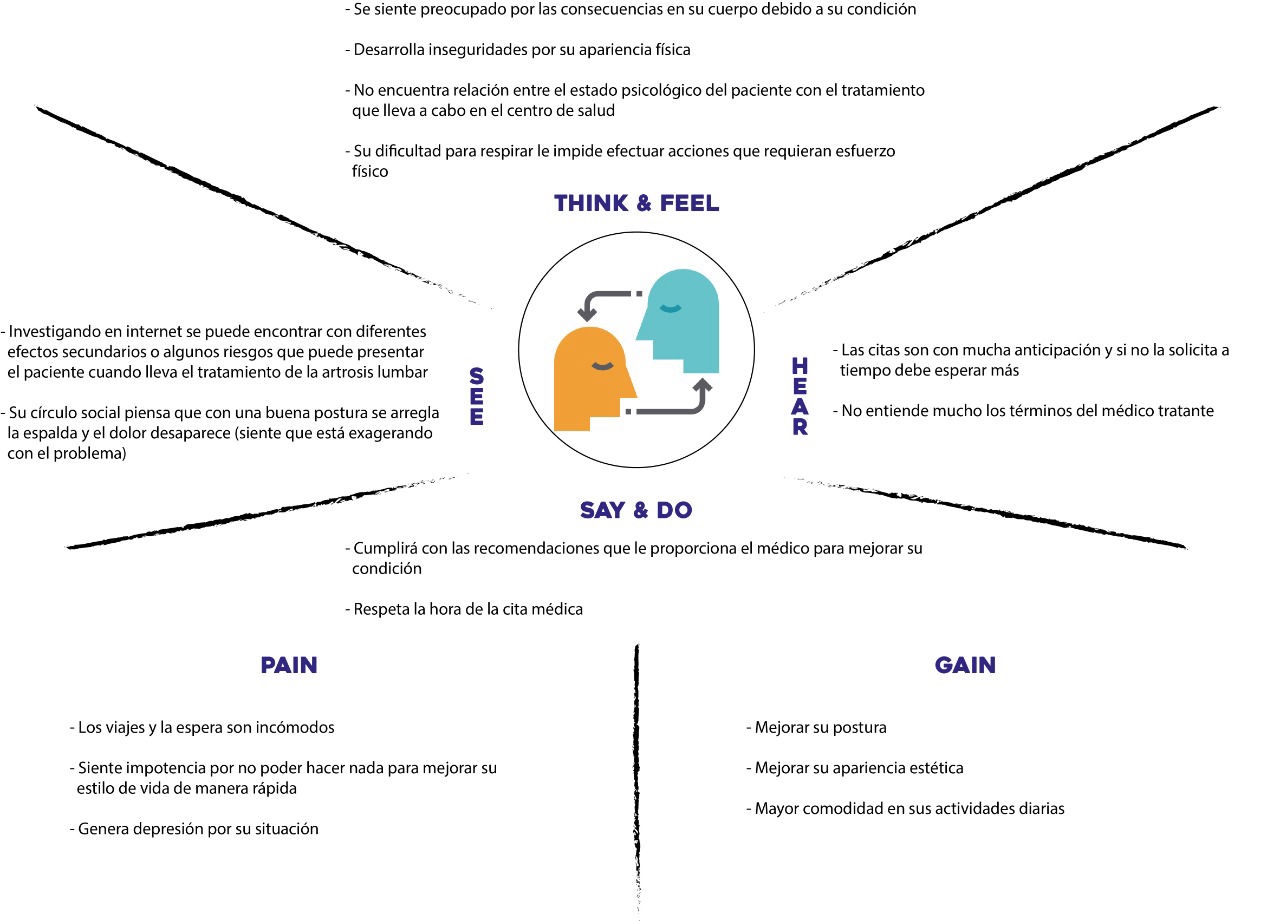 - Se siente preocupado por las consecuencias en su cuerpo debido a su condición
- Desarrolla inseguridades por su apariencia física
- No encuentra relación entre el estado psicológico del paciente con el tratamiento
que lleva a cabo en el centro de salud
- Su dificultad para respirar le impide efectuar acciones que requieran esfuerzo
físico
THINK & FEEL
- Investigando en internet se puede encontrar con diferentes
efectos secundarios o algunos riesgos que puede presentar
el paciente cuando lleva el tratamiento de la artrosis lumbar
- Su círculo social piensa que con una buena postura se arregla
la espalda y el dolor desaparece (siente que está exagerando
con el problema)
SEE
HEAR
- Las citas son con mucha anticipación y si no la solicita a
tiempo debe esperar más
- No entiende mucho los términos del médico tratante
SAY & DO
- Cumplirá con las recomendaciones que le proporciona el médico para mejorar su
condición
- Respeta la hora de la cita médica
PAIN
- Los viajes y la espera son incómodos
- Siente impotencia por no poder hacer nada para mejorar su
estilo de vida de manera rápida
- Genera depresión por su situación
GAIN
- Mejorar su postura
- Mejorar su apariencia estética
- Mayor comodidad en sus actividades diarias